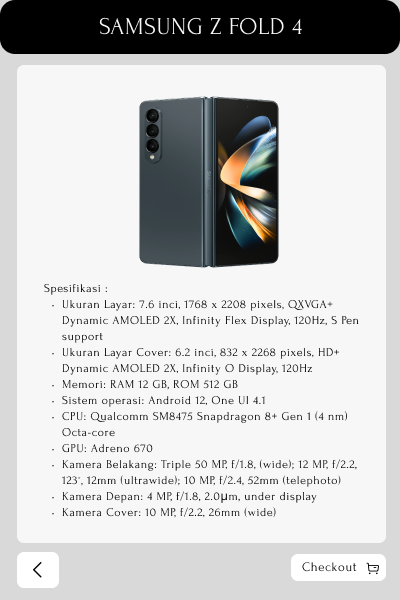 SAMSUNG Z FOLD 4
Spesifikasi :
· Ukuran Layar: 7.6 inci, 1768 x 2208 pixels, QXVGA+
Dynamic AMOLED 2X, Infinity Flex Display, 120Hz, S Pen
support
· Ukuran Layar Cover: 6.2 inci, 832 x 2268 pixels, HD+
Dynamic AMOLED 2X, Infinity O Display, 120Hz
· Memori: RAM 12 GB, ROM 512 GB
· Sistem operasi: Android 12, One UI 4.1
· CPU: Qualcomm SM8475 Snapdragon 8+ Gen 1 (4 nm)
Octa-core
· GPU: Adreno 670
· Kamera Belakang: Triple 50 MP, f/1.8, (wide); 12 MP, f/2.2,
123°, 12mm (ultrawide); 10 MP, f/2.4, 52mm (telephoto)
· Kamera Depan: 4 MP, f/1.8, 2.0μm, under display
· Kamera Cover: 10 MP, f/2.2, 26mm (wide)
Checkout